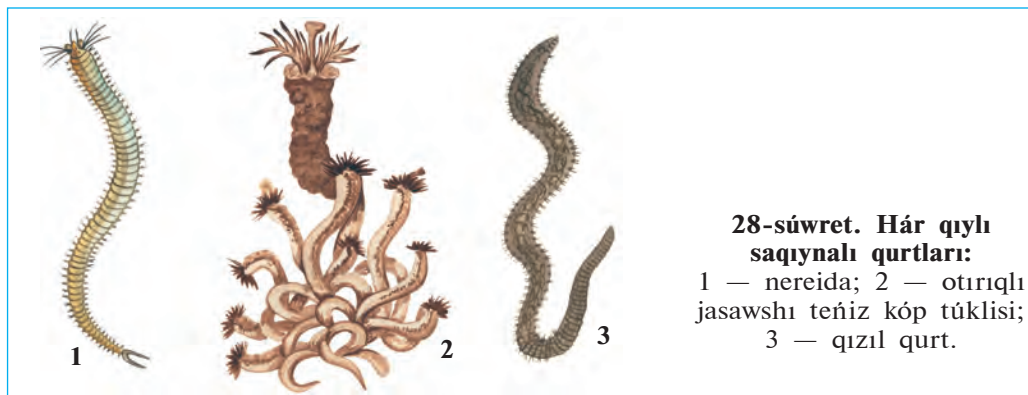 1
2
3
28-súwret. Hár qıylı
saqıynalı qurtları:
1 — nereida; 2 — otırıqlı
jasawshı teńiz kóp túklisi;
3 — qızıl qurt.